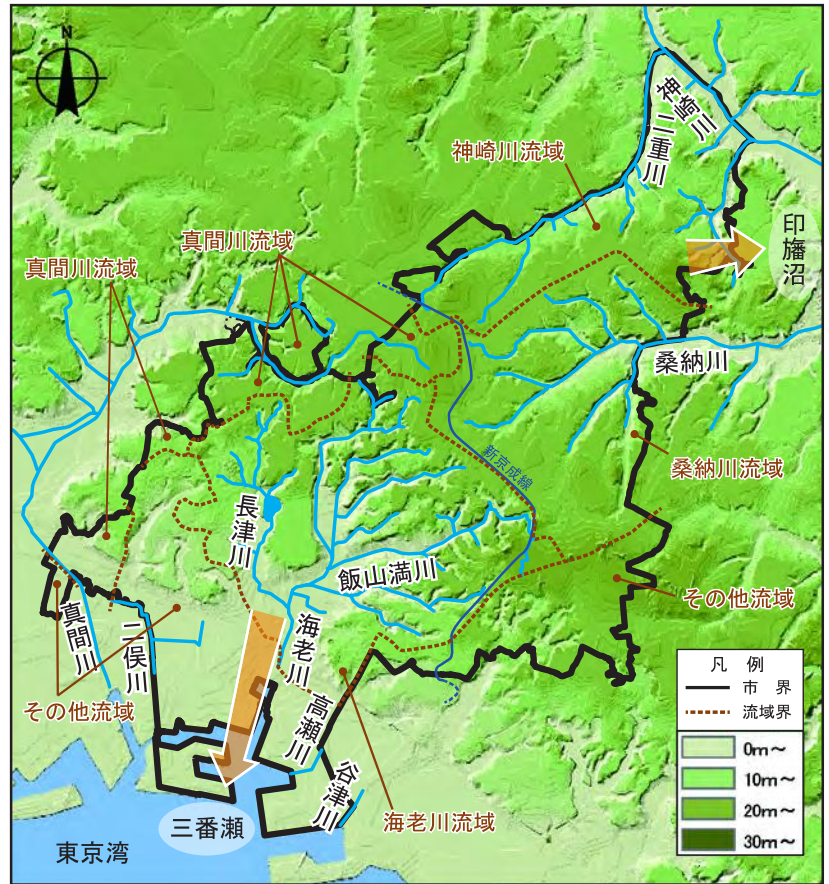 N
神崎川
二重川
神崎川流域
印旛沼
真間川流域
真間川流域
桑納川
新京成線
桑納川流域
長津川
飯山満川
その他流域
真間川
二俣川
海老川
高瀬川
谷津川
その他流域
海老川流域
三番瀬
東京湾
凡 例
市 界
流域界
0m～
10m～
20m～
30m～